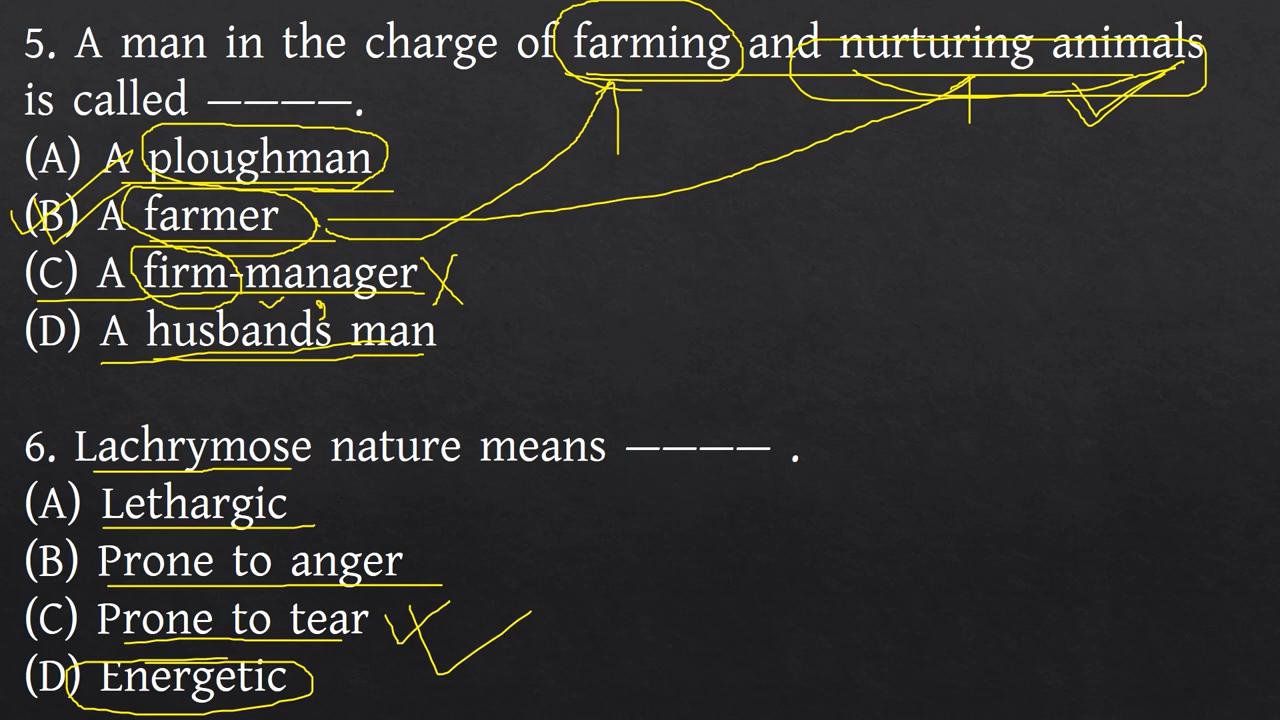 5. A man in the charge of farming and nurturing animals
is called ————.
(A) A ploughman
(B) A farmer
(C) A firm-manager
(D) A husbands man
6. Lachrymose nature means ———— .
(A) Lethargic
(B) Prone to anger
(C) Prone to tear
(D) Energetic